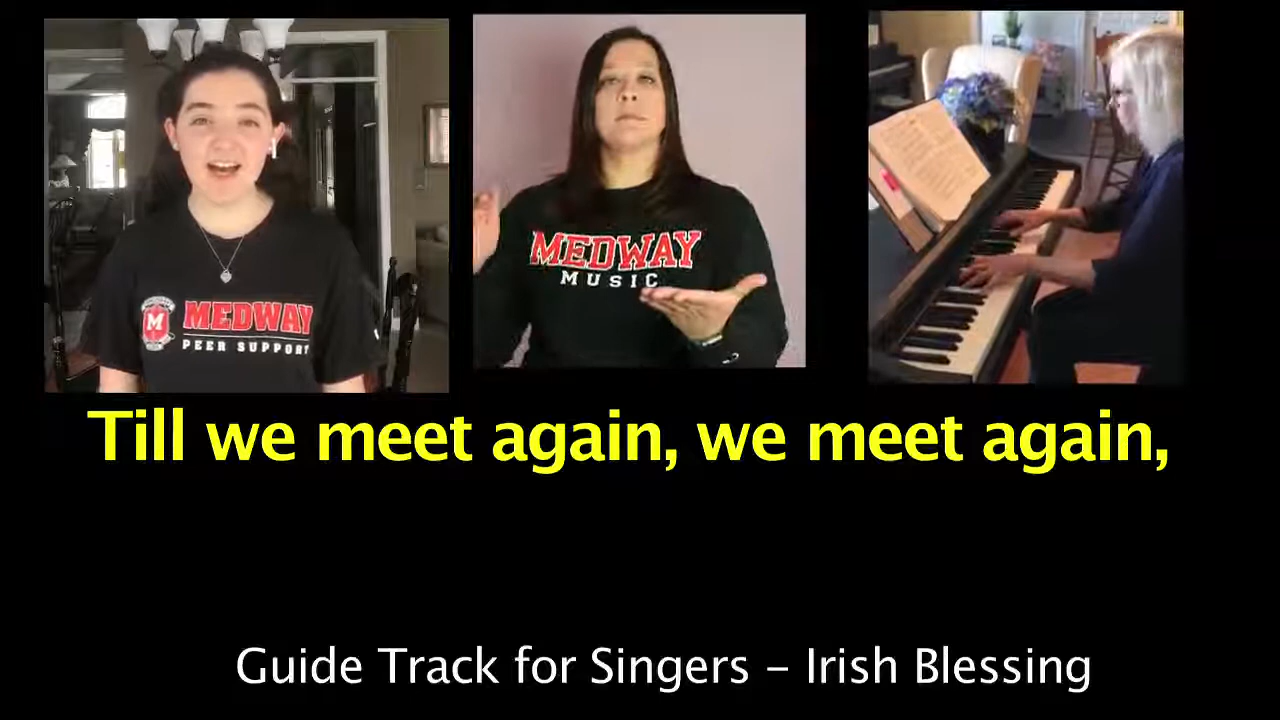 M
MEDWAY
PEER SUPPORT
MEDWAY
MUSIC
Till we meet again, we meet again,
Guide Track for Singers – Irish Blessing